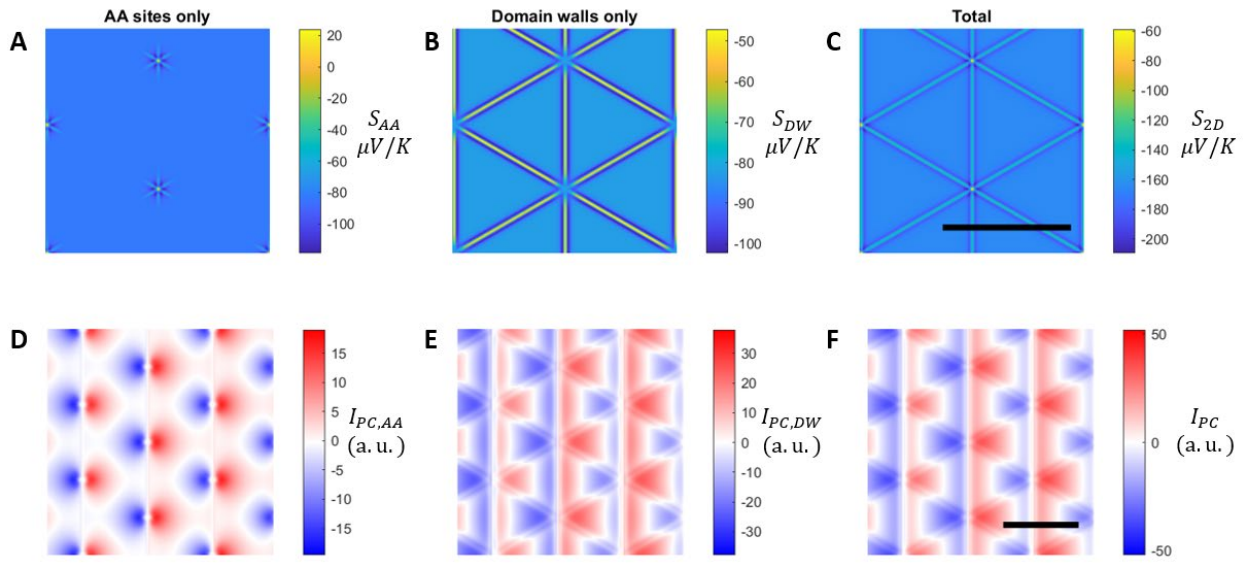 AA sites only
Domain walls only
Total
A
20
0
-20
-40
-60
-80
-100
S_AA
μV/K
B
-50
-60
-70
-80
-90
-100
S_DW
μV/K
C
-60
-80
-100
-120
-140
-160
-180
-200
S_2D
μV/K
D
15
10
5
0
-5
-10
-15
I_PC,AA
(a. u.)
E
30
20
10
0
-10
-20
-30
I_PC,DW
(a. u.)
F
50
0
-50
I_PC
(a. u.)